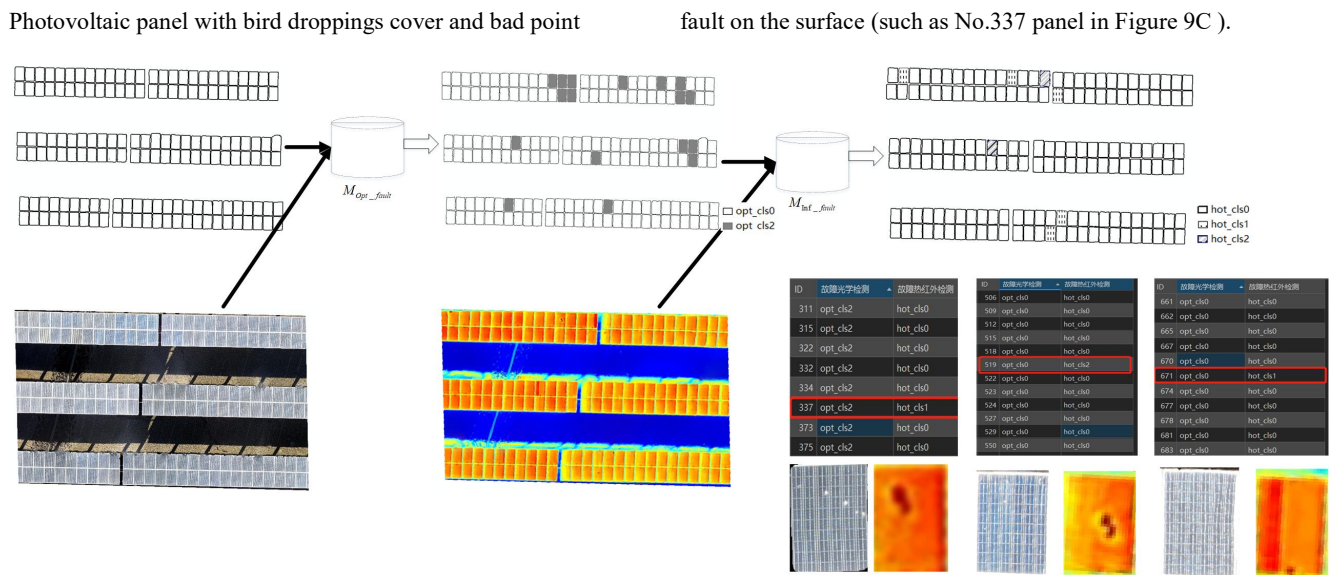 Photovoltaic panel with bird droppings cover and bad point
fault on the surface (such as No.337 panel in Figure 9C ).
M_Opt_fault
opt_cls0
opt_cls2
M_Inf_fault
hot_cls0
hot_cls1
hot_cls2
ID 故障光学检测 故障热红外检测
311 opt_cls2 hot_cls0
315 opt_cls2 hot_cls0
322 opt_cls2 hot_cls0
332 opt_cls2 hot_cls0
334 opt_cls2 hot_cls0
337 opt_cls2 hot_cls1
373 opt_cls2 hot_cls0
375 opt_cls2 hot_cls0
ID 故障光学检测 故障热红外检测
506 opt_cls0 hot_cls0
509 opt_cls0 hot_cls0
512 opt_cls0 hot_cls0
515 opt_cls0 hot_cls0
518 opt_cls0 hot_cls0
519 opt_cls0 hot_cls2
522 opt_cls0 hot_cls0
523 opt_cls0 hot_cls0
524 opt_cls0 hot_cls0
527 opt_cls0 hot_cls0
529 opt_cls0 hot_cls0
550 opt_cls0 hot_cls0
ID 故障光学检测 故障热红外检测
661 opt_cls0 hot_cls0
662 opt_cls0 hot_cls0
665 opt_cls0 hot_cls0
667 opt_cls0 hot_cls0
670 opt_cls0 hot_cls0
671 opt_cls0 hot_cls1
674 opt_cls0 hot_cls0
677 opt_cls0 hot_cls0
678 opt_cls0 hot_cls0
681 opt_cls0 hot_cls0
683 opt_cls0 hot_cls0